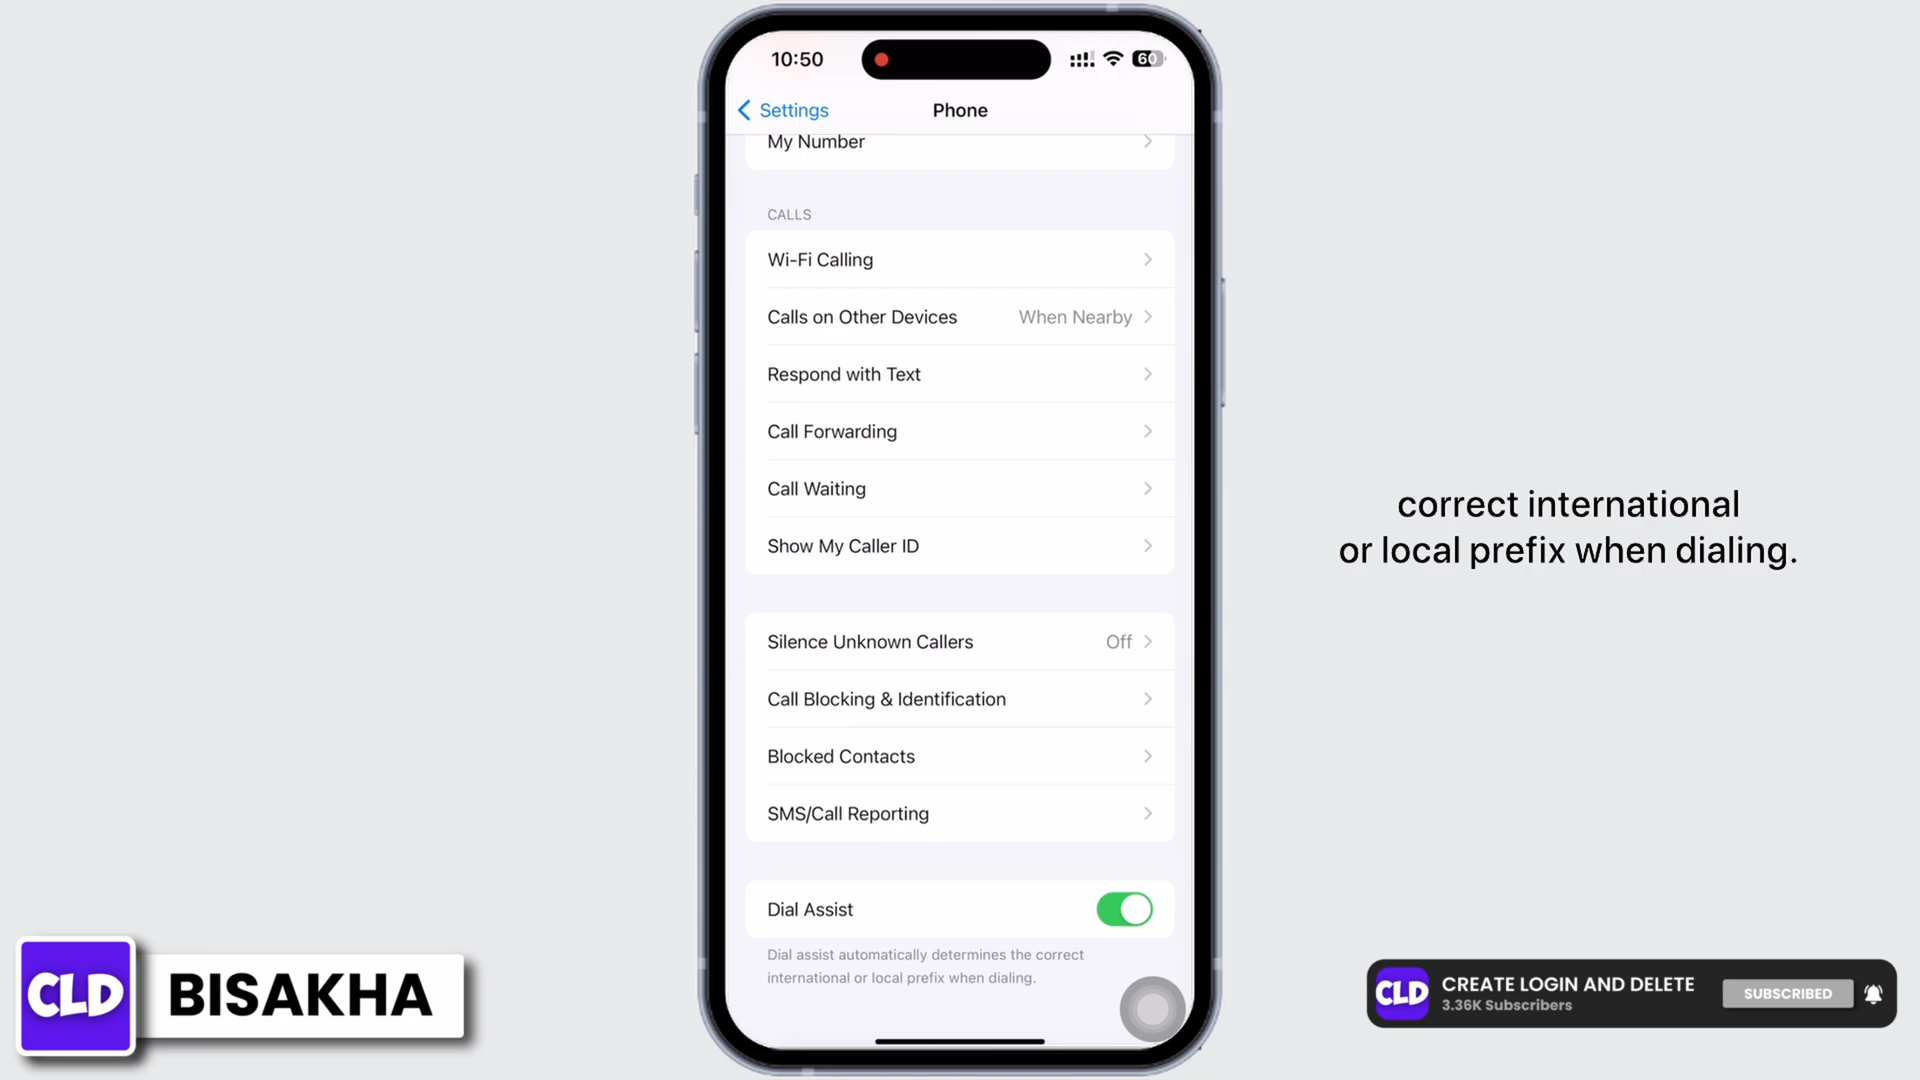 10:50
60
Settings
Phone
My Number
CALLS
Wi-Fi Calling
Calls on Other Devices When Nearby
Respond with Text
Call Forwarding
Call Waiting
Show My Caller ID
Silence Unknown Callers Off
Call Blocking & Identification
Blocked Contacts
SMS/Call Reporting
Dial Assist
Dial assist automatically determines the correct
international or local prefix when dialing.
correct international
or local prefix when dialing.
CLD
BISAKHA
CLD
CREATE LOGIN AND DELETE
3.36K Subscribers
SUBSCRIBED